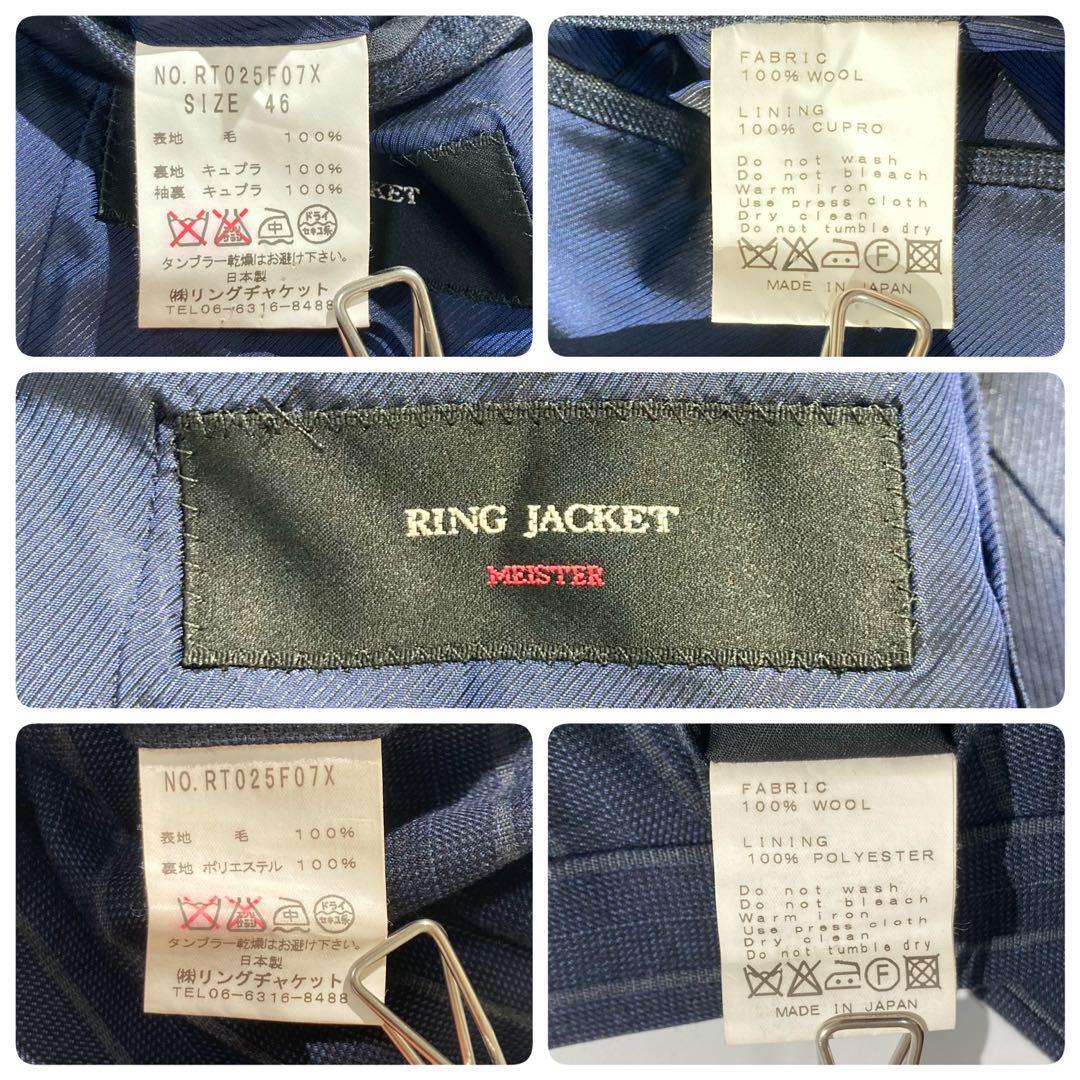 NO. RT025F07X
SIZE 46
表地 毛 100%
裏地 キュプラ 100%
袖裏 キュプラ 100%
中 ドライ
セキユ系
タンブラー乾燥はお避け下さい。
日本製
㈱リングヂャケット
TEL06-6316-8488
KET
FABRIC
100% WOOL
LINING
100% CUPRO
Do not wash
Do not bleach
Warm iron
Use press cloth
Dry clean
Do not tumble dry
F
MADE IN JAPAN
RING JACKET
MEISTER
NO. RT025F07X
表地 毛 100%
裏地 ポリエステル 100%
中 ドライ
セキユ系
タンブラー乾燥はお避け下さい。
日本製
㈱リングヂャケット
TEL06-6316-8488
FABRIC
100% WOOL
LINING
100% POLYESTER
Do not wash
Do not bleach
Warm iron
Use press cloth
Dry clean
Do not tumble dry
F
MADE IN JAPAN